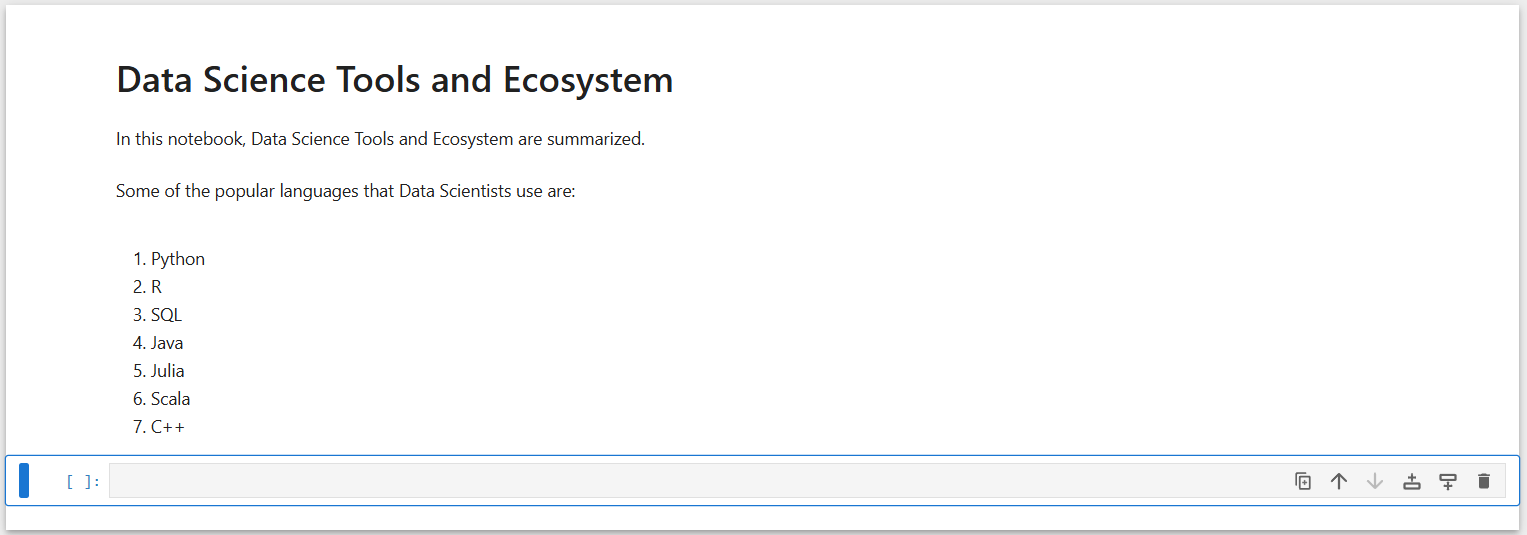 Data Science Tools and Ecosystem
In this notebook, Data Science Tools and Ecosystem are summarized.
Some of the popular languages that Data Scientists use are:
1. Python
2. R
3. SQL
4. Java
5. Julia
6. Scala
7. C++
[ ]: